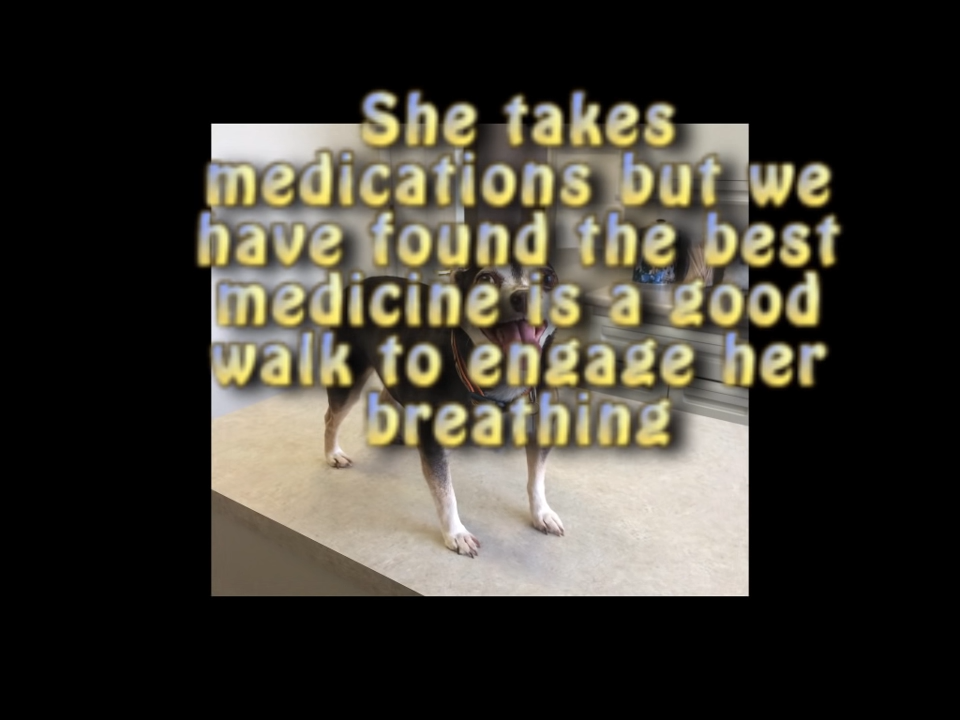 She takes
medications but we
have found the best
medicine is a good
walk to engage her
breathing